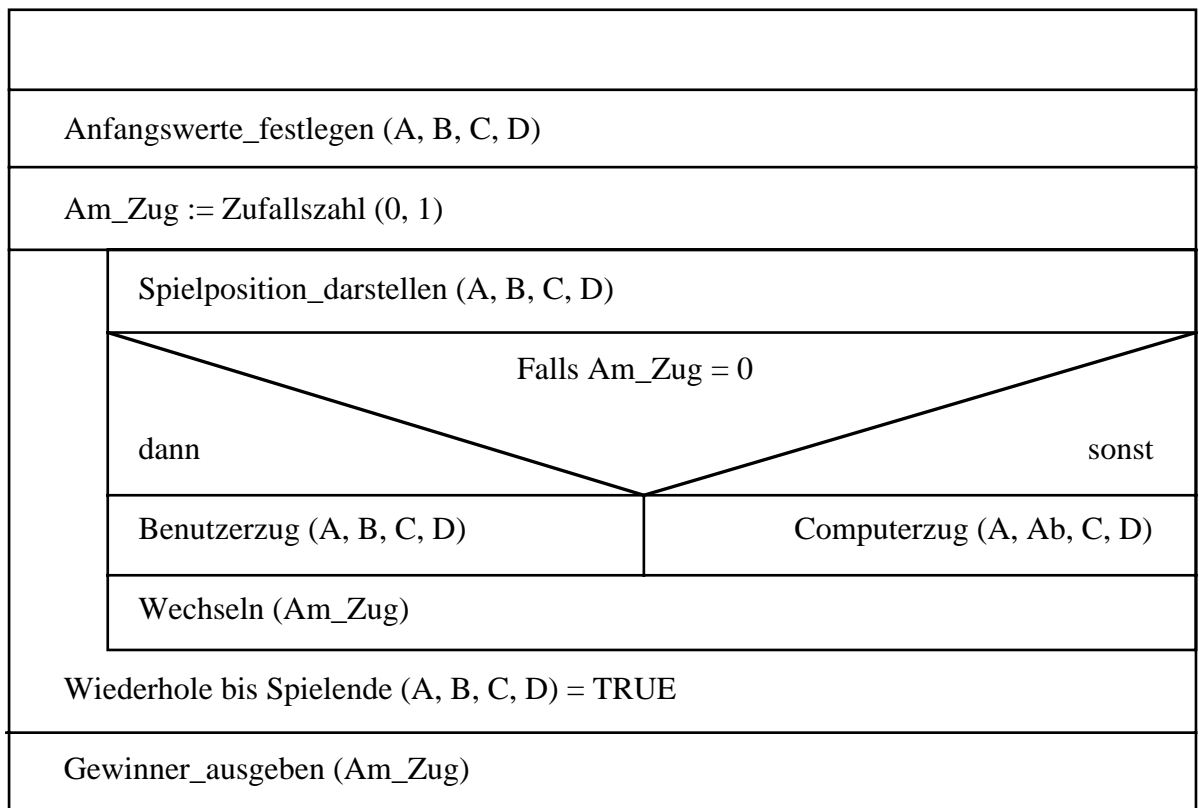 Anfangswerte_festlegen (A, B, C, D)
Am_Zug := Zufallszahl (0, 1)
Spielposition_darstellen (A, B, C, D)
Falls Am_Zug = 0
dann
sonst
Benutzerzug (A, B, C, D)
Computerzug (A, Ab, C, D)
Wechseln (Am_Zug)
Wiederhole bis Spielende (A, B, C, D) = TRUE
Gewinner_ausgeben (Am_Zug)